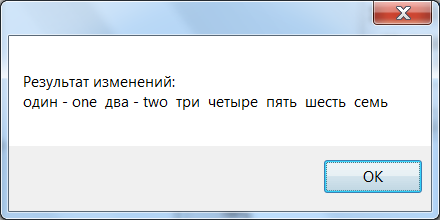 Результат изменений:
один - one  два - two  три  четыре  пять  шесть  семь
OK